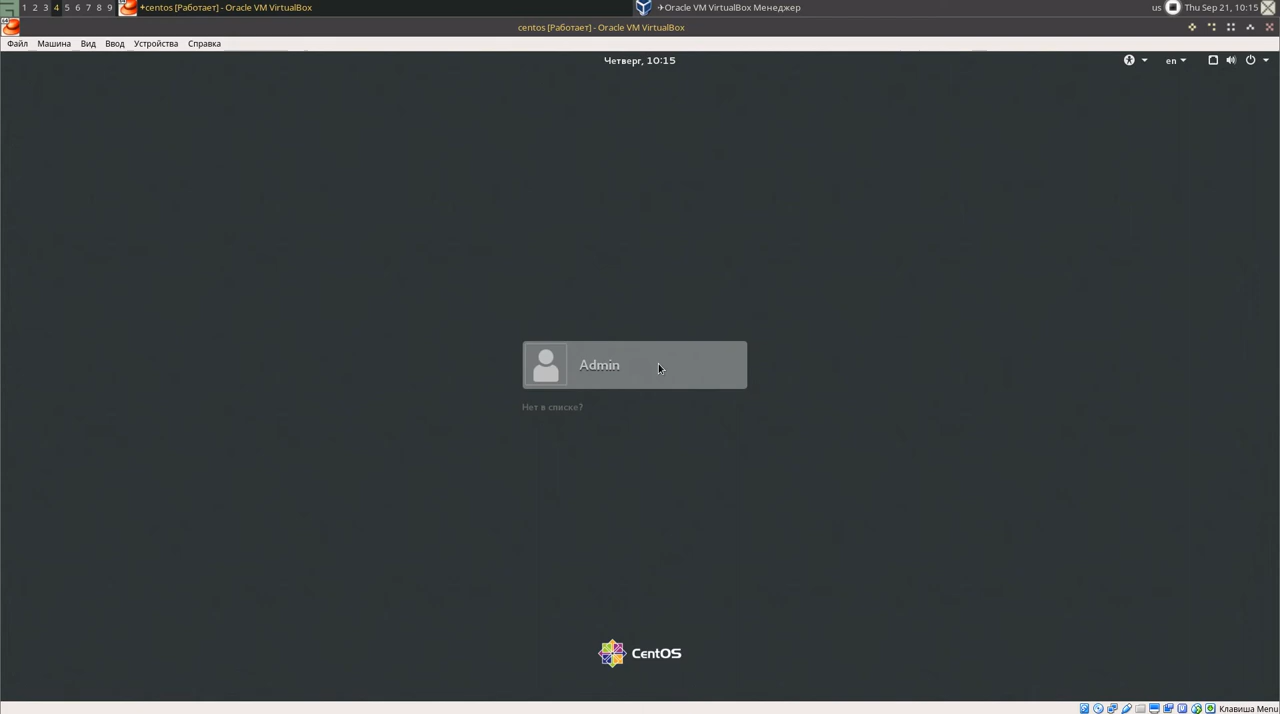 1 2 3 4 5 6 7 8 9 +centos [Работает] - Oracle VM VirtualBox Oracle VM VirtualBox Менеджер us Thu Sep 21, 10:15
centos [Работает] - Oracle VM VirtualBox
Файл Машина Вид Ввод Устройства Справка
Четверг, 10:15 en
Admin
Нет в списке?
CentOS
Клавиша Menu